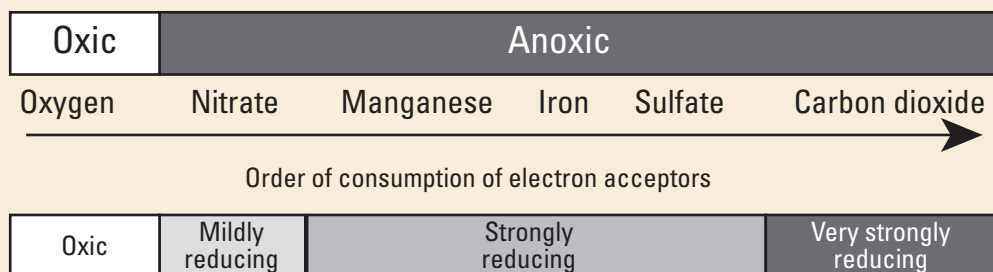 Oxic Anoxic
Oxygen Nitrate Manganese Iron Sulfate Carbon dioxide
Order of consumption of electron acceptors
Oxic
Mildly
reducing
Strongly
reducing
Very strongly
reducing